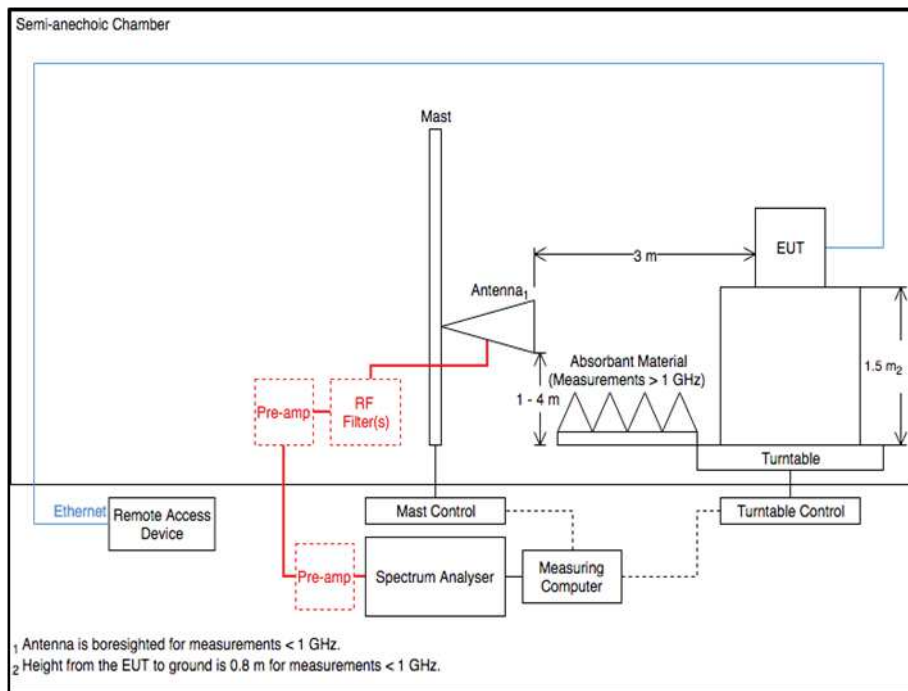 Semi-anechoic Chamber
Mast
EUT
3 m
Antenna1
Absorbant Material
(Measurements > 1 GHz)
1.5 m2
1 - 4 m
Pre-amp
RF
Filter(s)
Turntable
Ethernet
Remote Access
Device
Mast Control
Turntable Control
Pre-amp
Spectrum Analyser
Measuring
Computer
1 Antenna is boresighted for measurements < 1 GHz.
2 Height from the EUT to ground is 0.8 m for measurements < 1 GHz.